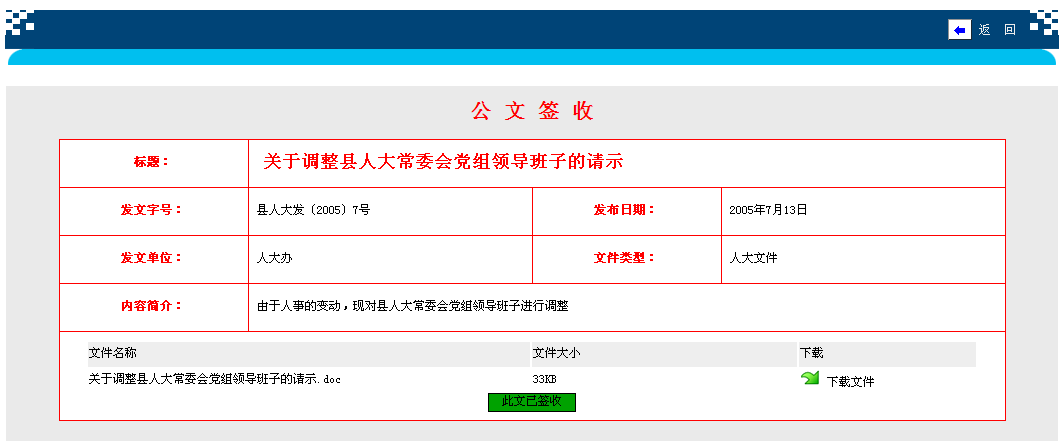 返 回
公 文 签 收
标题：
关于调整县人大常委会党组领导班子的请示
发文字号：
县人大发〔2005〕7号
发布日期：
2005年7月13日
发文单位：
人大办
文件类型：
人大文件
内容简介：
由于人事的变动，现对县人大常委会党组领导班子进行调整
文件名称
文件大小
下载
关于调整县人大常委会党组领导班子的请示.doc
33KB
下载文件
此文已签收